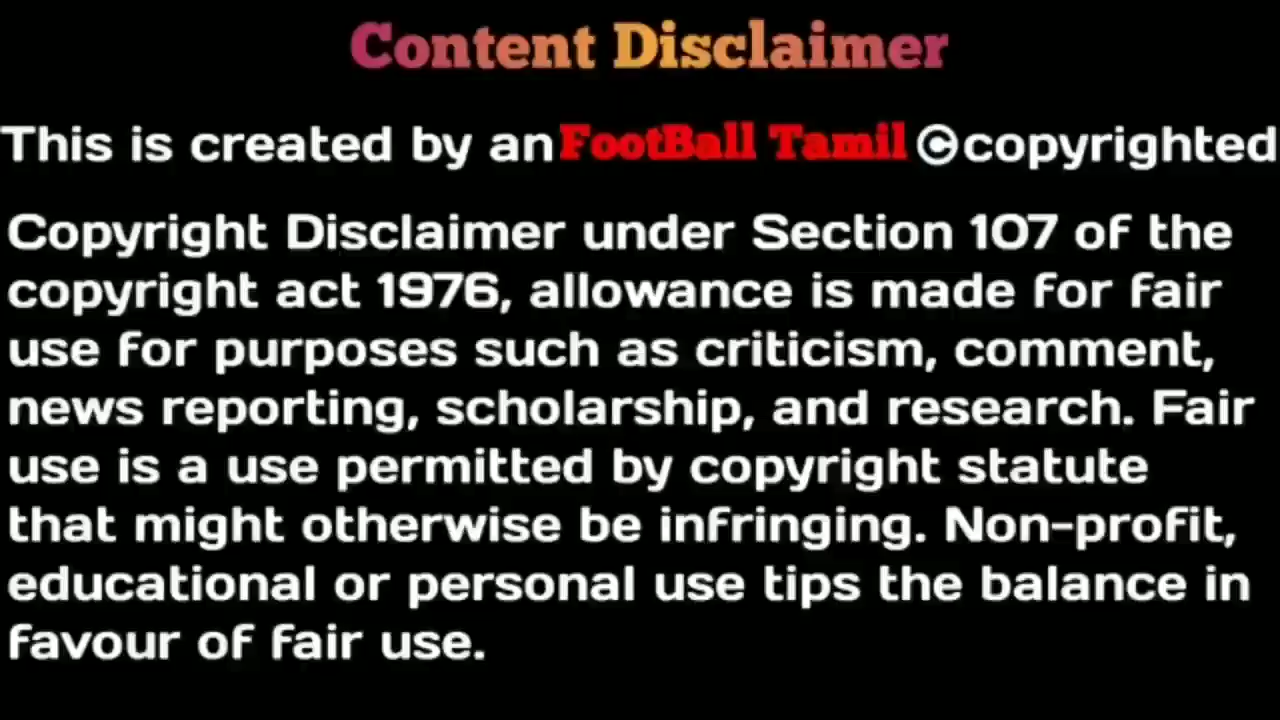 Content Disclaimer
This is created by an FootBall Tamil ©copyrighted
Copyright Disclaimer under Section 107 of the
copyright act 1976, allowance is made for fair
use for purposes such as criticism, comment,
news reporting, scholarship, and research. Fair
use is a use permitted by copyright statute
that might otherwise be infringing. Non-profit,
educational or personal use tips the balance in
favour of fair use.